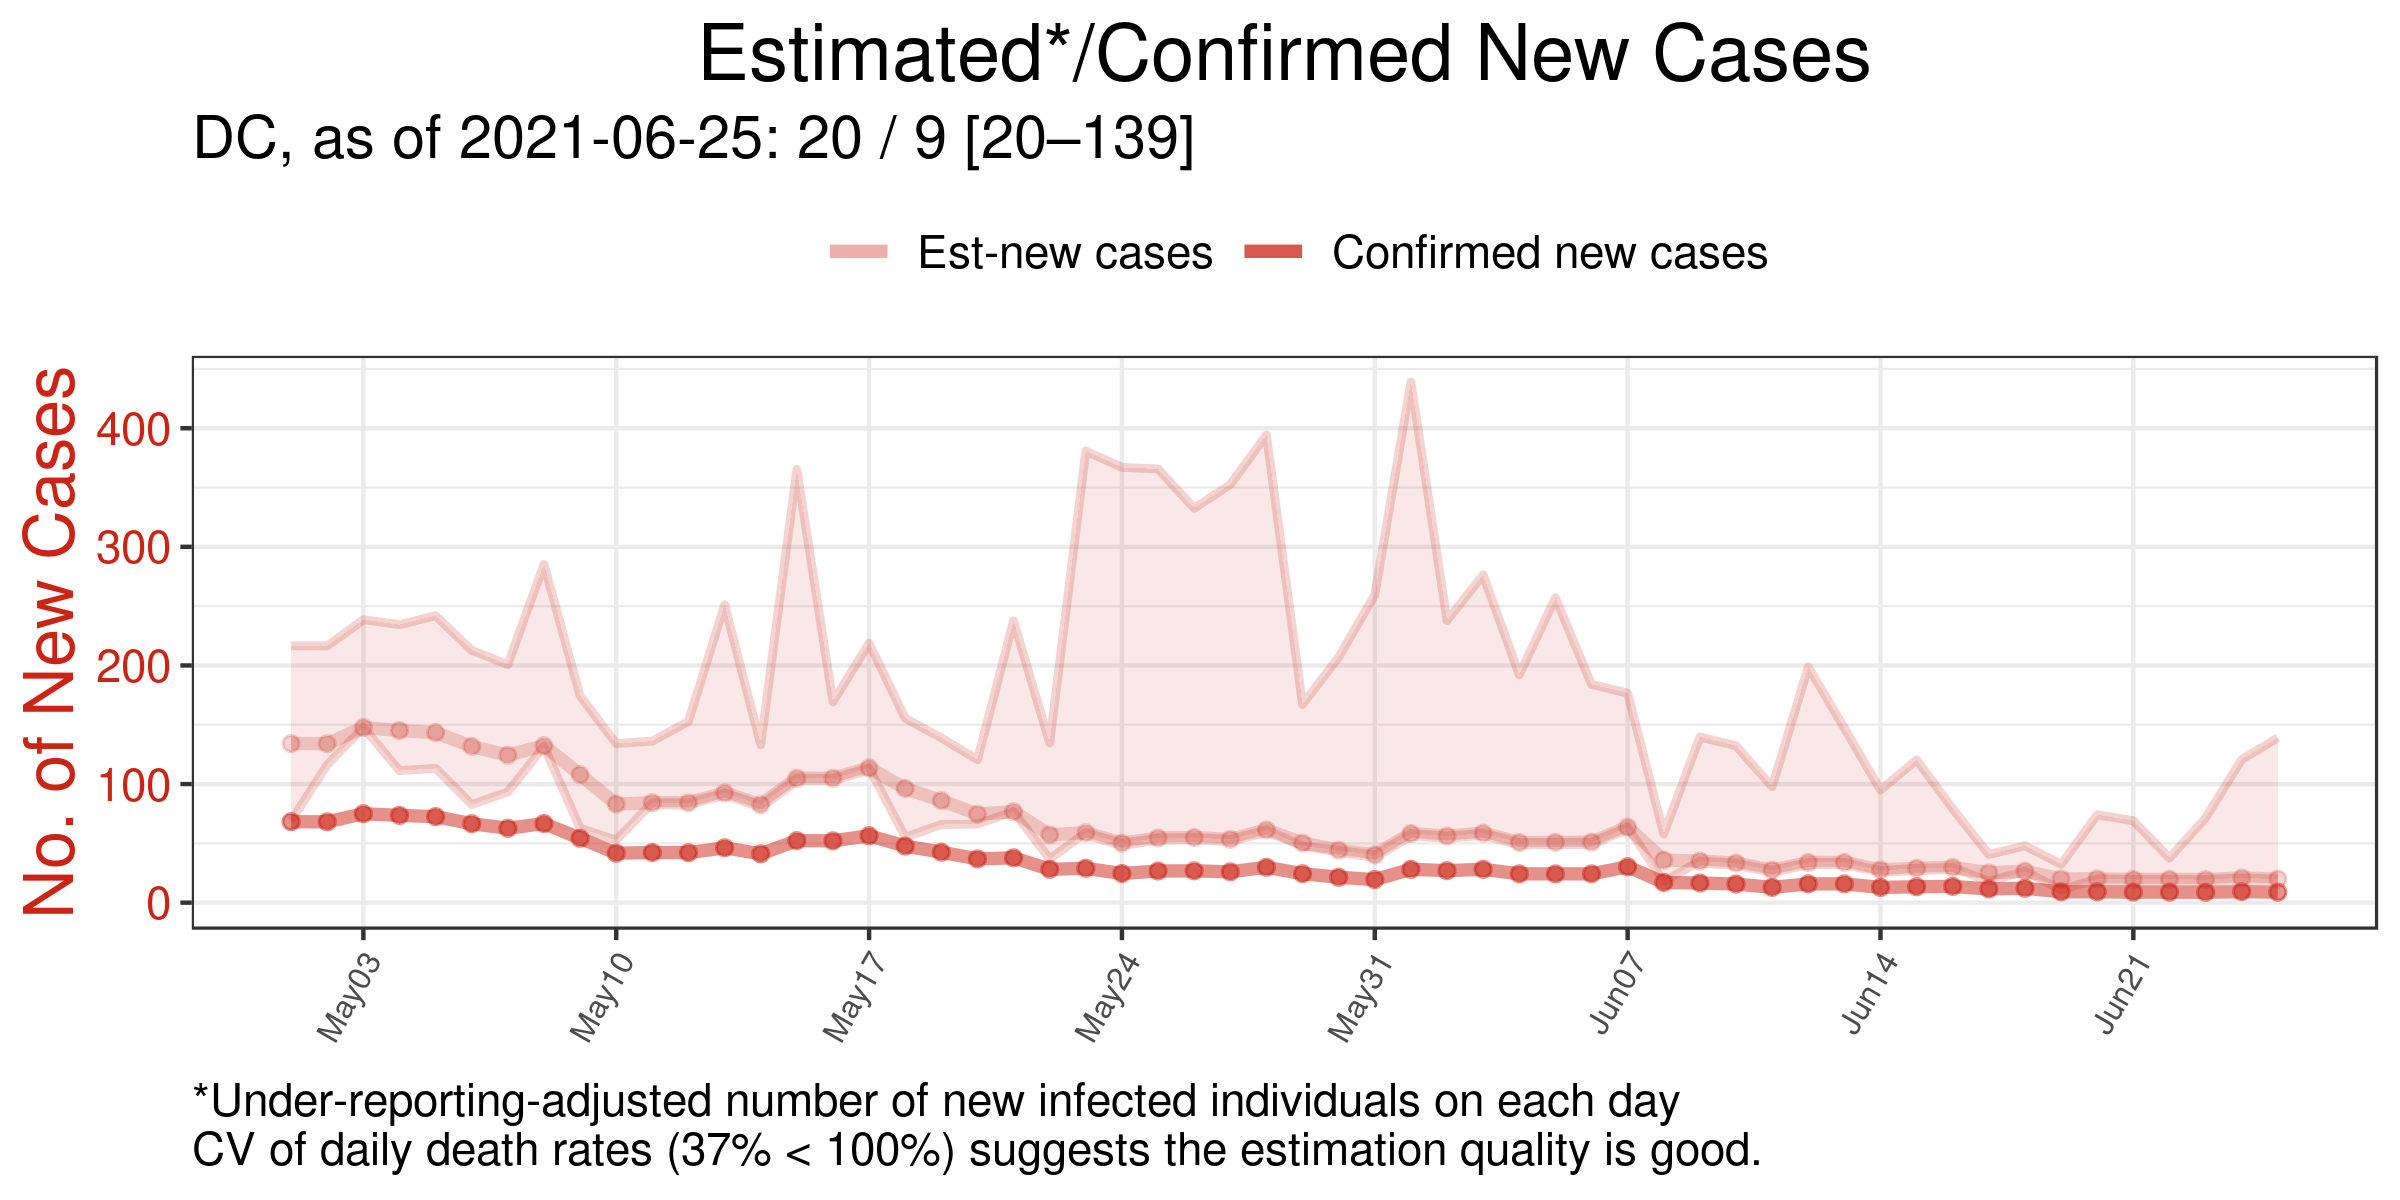 Estimated*/Confirmed New Cases
DC, as of 2021-06-25: 20 / 9 [20–139]
Est-new cases
Confirmed new cases
No. of New Cases
400
300
200
100
0
May03
May10
May17
May24
May31
Jun07
Jun14
Jun21
*Under-reporting-adjusted number of new infected individuals on each day
CV of daily death rates (37% < 100%) suggests the estimation quality is good.